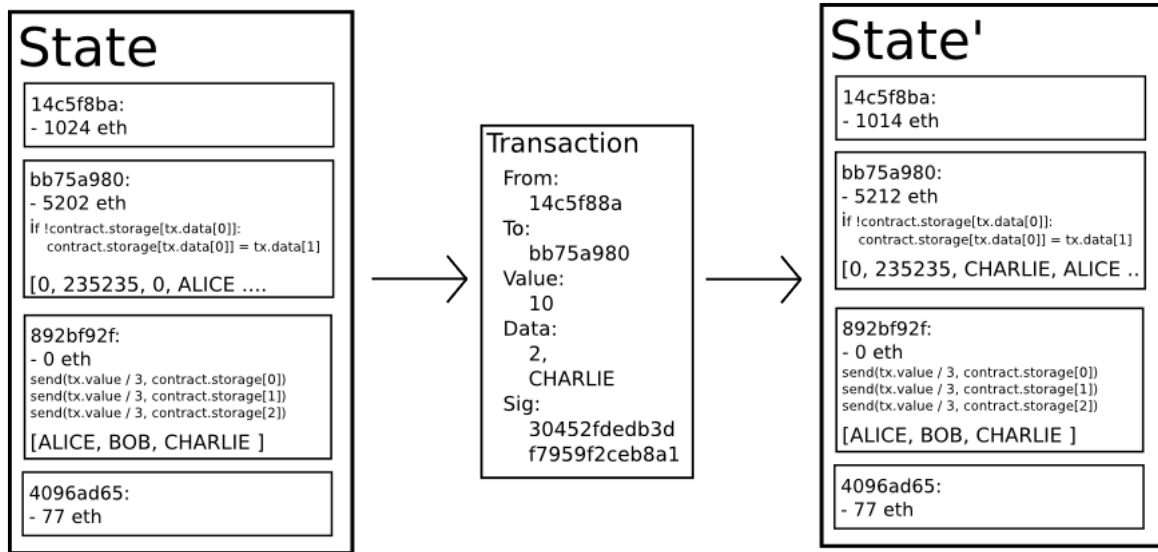 State
14c5f8ba:
- 1024 eth
bb75a980:
- 5202 eth
if !contract.storage[tx.data[0]]:
contract.storage[tx.data[0]] = tx.data[1]
[0, 235235, 0, ALICE ....
892bf92f:
- 0 eth
send(tx.value / 3, contract.storage[0])
send(tx.value / 3, contract.storage[1])
send(tx.value / 3, contract.storage[2])
[ALICE, BOB, CHARLIE ]
4096ad65:
- 77 eth
Transaction
From:
14c5f88a
To:
bb75a980
Value:
10
Data:
2,
CHARLIE
Sig:
30452fdedb3d
f7959f2ceb8a1
State'
14c5f8ba:
- 1014 eth
bb75a980:
- 5212 eth
if !contract.storage[tx.data[0]]:
contract.storage[tx.data[0]] = tx.data[1]
[0, 235235, CHARLIE, ALICE ..
892bf92f:
- 0 eth
send(tx.value / 3, contract.storage[0])
send(tx.value / 3, contract.storage[1])
send(tx.value / 3, contract.storage[2])
[ALICE, BOB, CHARLIE ]
4096ad65:
- 77 eth